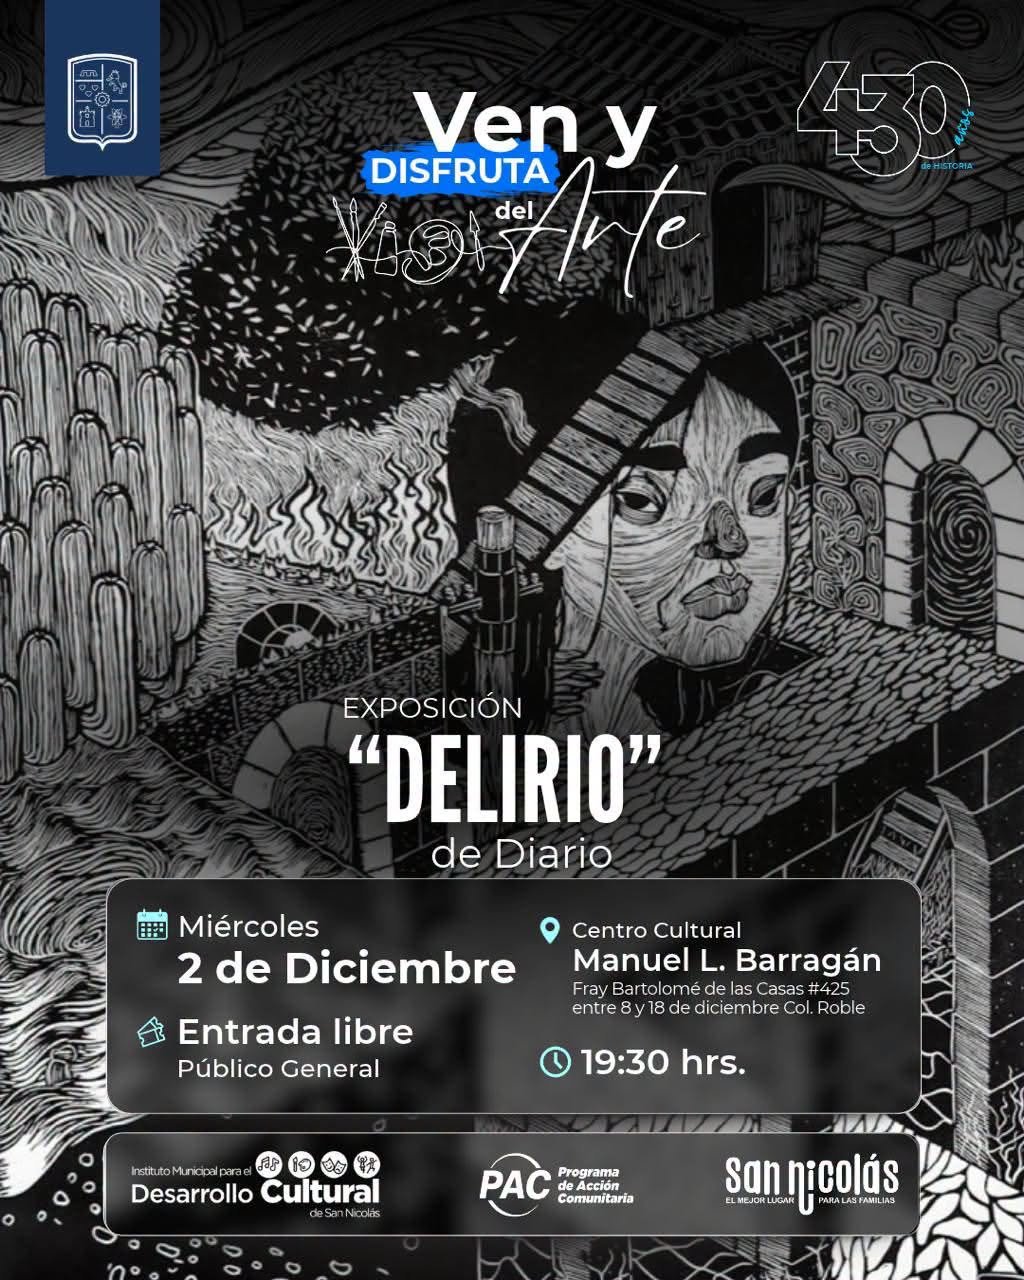 Ven y
DISFRUTA
del Arte
430 años
de HISTORIA
EXPOSICIÓN
“DELIRIO”
de Diario
Miércoles
2 de Diciembre
Entrada libre
Público General
Centro Cultural
Manuel L. Barragán
Fray Bartolomé de las Casas #425
entre 8 y 18 de diciembre Col. Roble
19:30 hrs.
Instituto Municipal para el
Desarrollo Cultural
de San Nicolás
PAC Programa
de Acción
Comunitaria
san nicolás
EL MEJOR LUGAR PARA LAS FAMILIAS